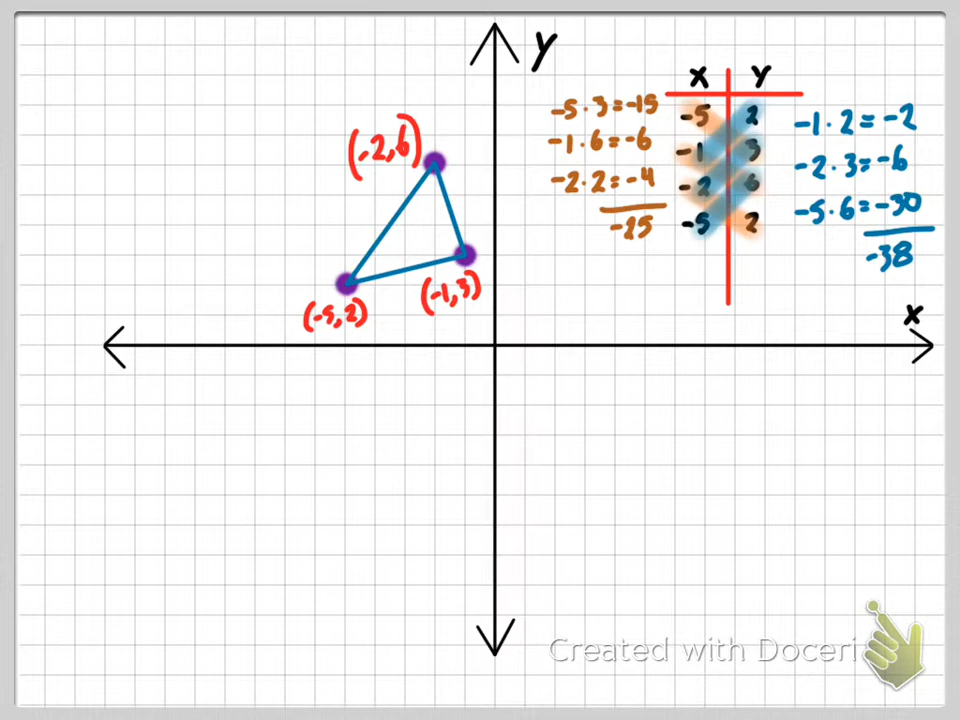 y
x y
-5 · 3 = -15
-1 · 6 = -6
-2 · 2 = -4
-25
-5 2
-1 3
-2 6
-5 2
-1 · 2 = -2
-2 · 3 = -6
-5 · 6 = -30
-38
(-2,6)
(-1,3)
(-5,2)
x
Created with Doceri